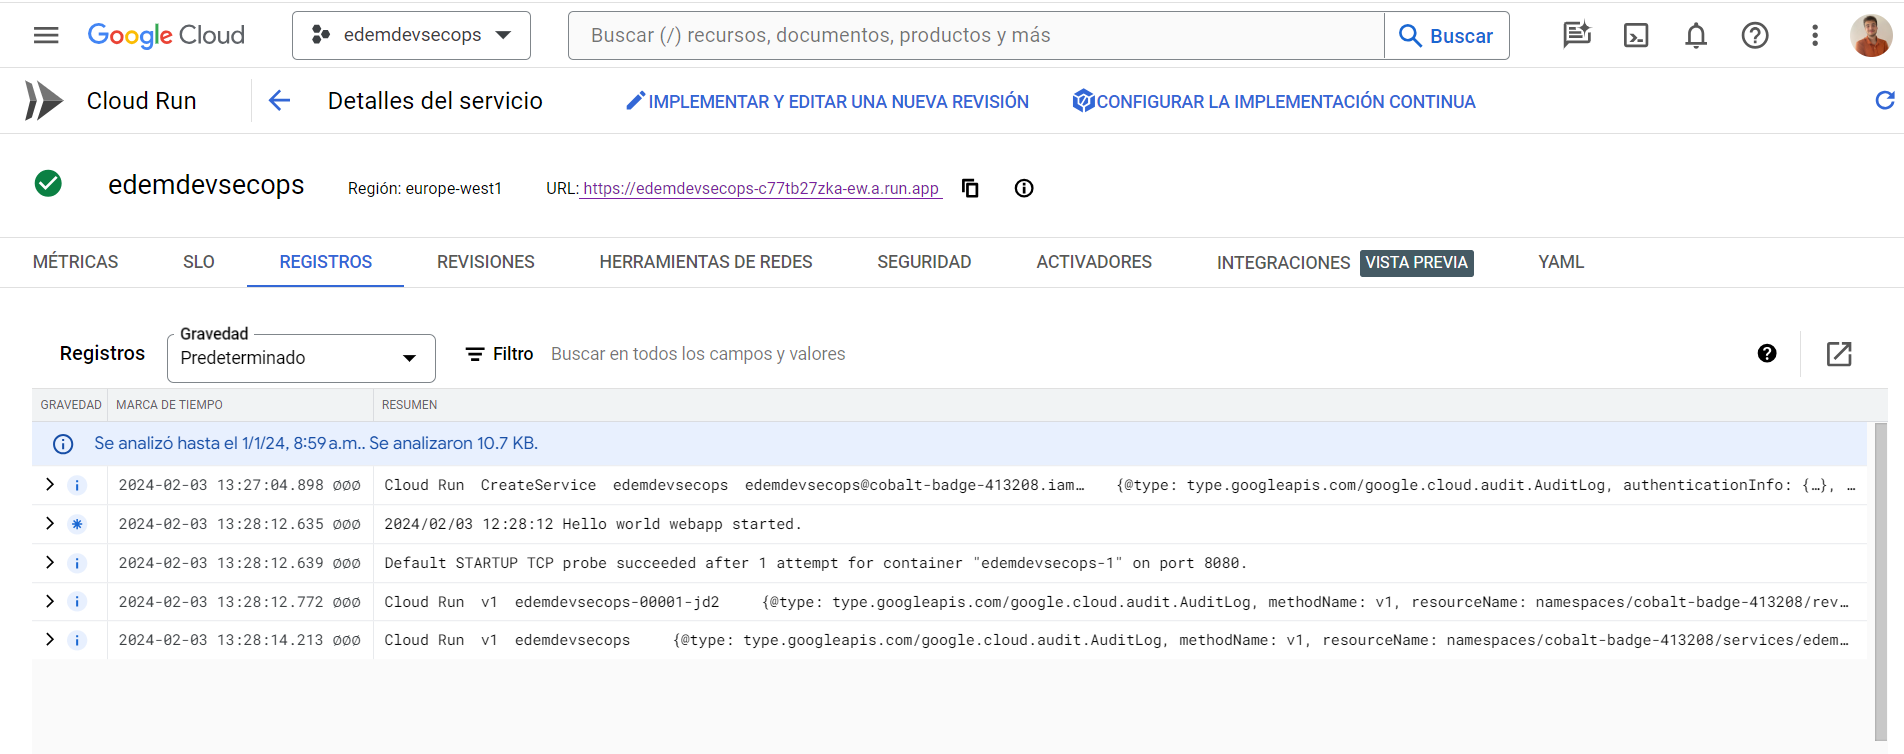 Google Cloud edemdevsecops Buscar (/) recursos, documentos, productos y más Buscar
Cloud Run Detalles del servicio IMPLEMENTAR Y EDITAR UNA NUEVA REVISIÓN CONFIGURAR LA IMPLEMENTACIÓN CONTINUA
edemdevsecops Región: europe-west1 URL: https://edemdevsecops-c77tb27zka-ew.a.run.app
MÉTRICAS SLO REGISTROS REVISIONES HERRAMIENTAS DE REDES SEGURIDAD ACTIVADORES INTEGRACIONES VISTA PREVIA YAML
Gravedad
Registros Predeterminado Filtro Buscar en todos los campos y valores
GRAVEDAD MARCA DE TIEMPO RESUMEN
Se analizó hasta el 1/1/24, 8:59 a.m.. Se analizaron 10.7 KB.
2024-02-03 13:27:04.898 ØØØ Cloud Run CreateService edemdevsecops edemdevsecops@cobalt-badge-413208.iam… {@type: type.googleapis.com/google.cloud.audit.AuditLog, authenticationInfo: {…}, …
2024-02-03 13:28:12.635 ØØØ 2024/02/03 12:28:12 Hello world webapp started.
2024-02-03 13:28:12.639 ØØØ Default STARTUP TCP probe succeeded after 1 attempt for container "edemdevsecops-1" on port 8080.
2024-02-03 13:28:12.772 ØØØ Cloud Run v1 edemdevsecops-00001-jd2 {@type: type.googleapis.com/google.cloud.audit.AuditLog, methodName: v1, resourceName: namespaces/cobalt-badge-413208/rev…
2024-02-03 13:28:14.213 ØØØ Cloud Run v1 edemdevsecops {@type: type.googleapis.com/google.cloud.audit.AuditLog, methodName: v1, resourceName: namespaces/cobalt-badge-413208/services/edem…